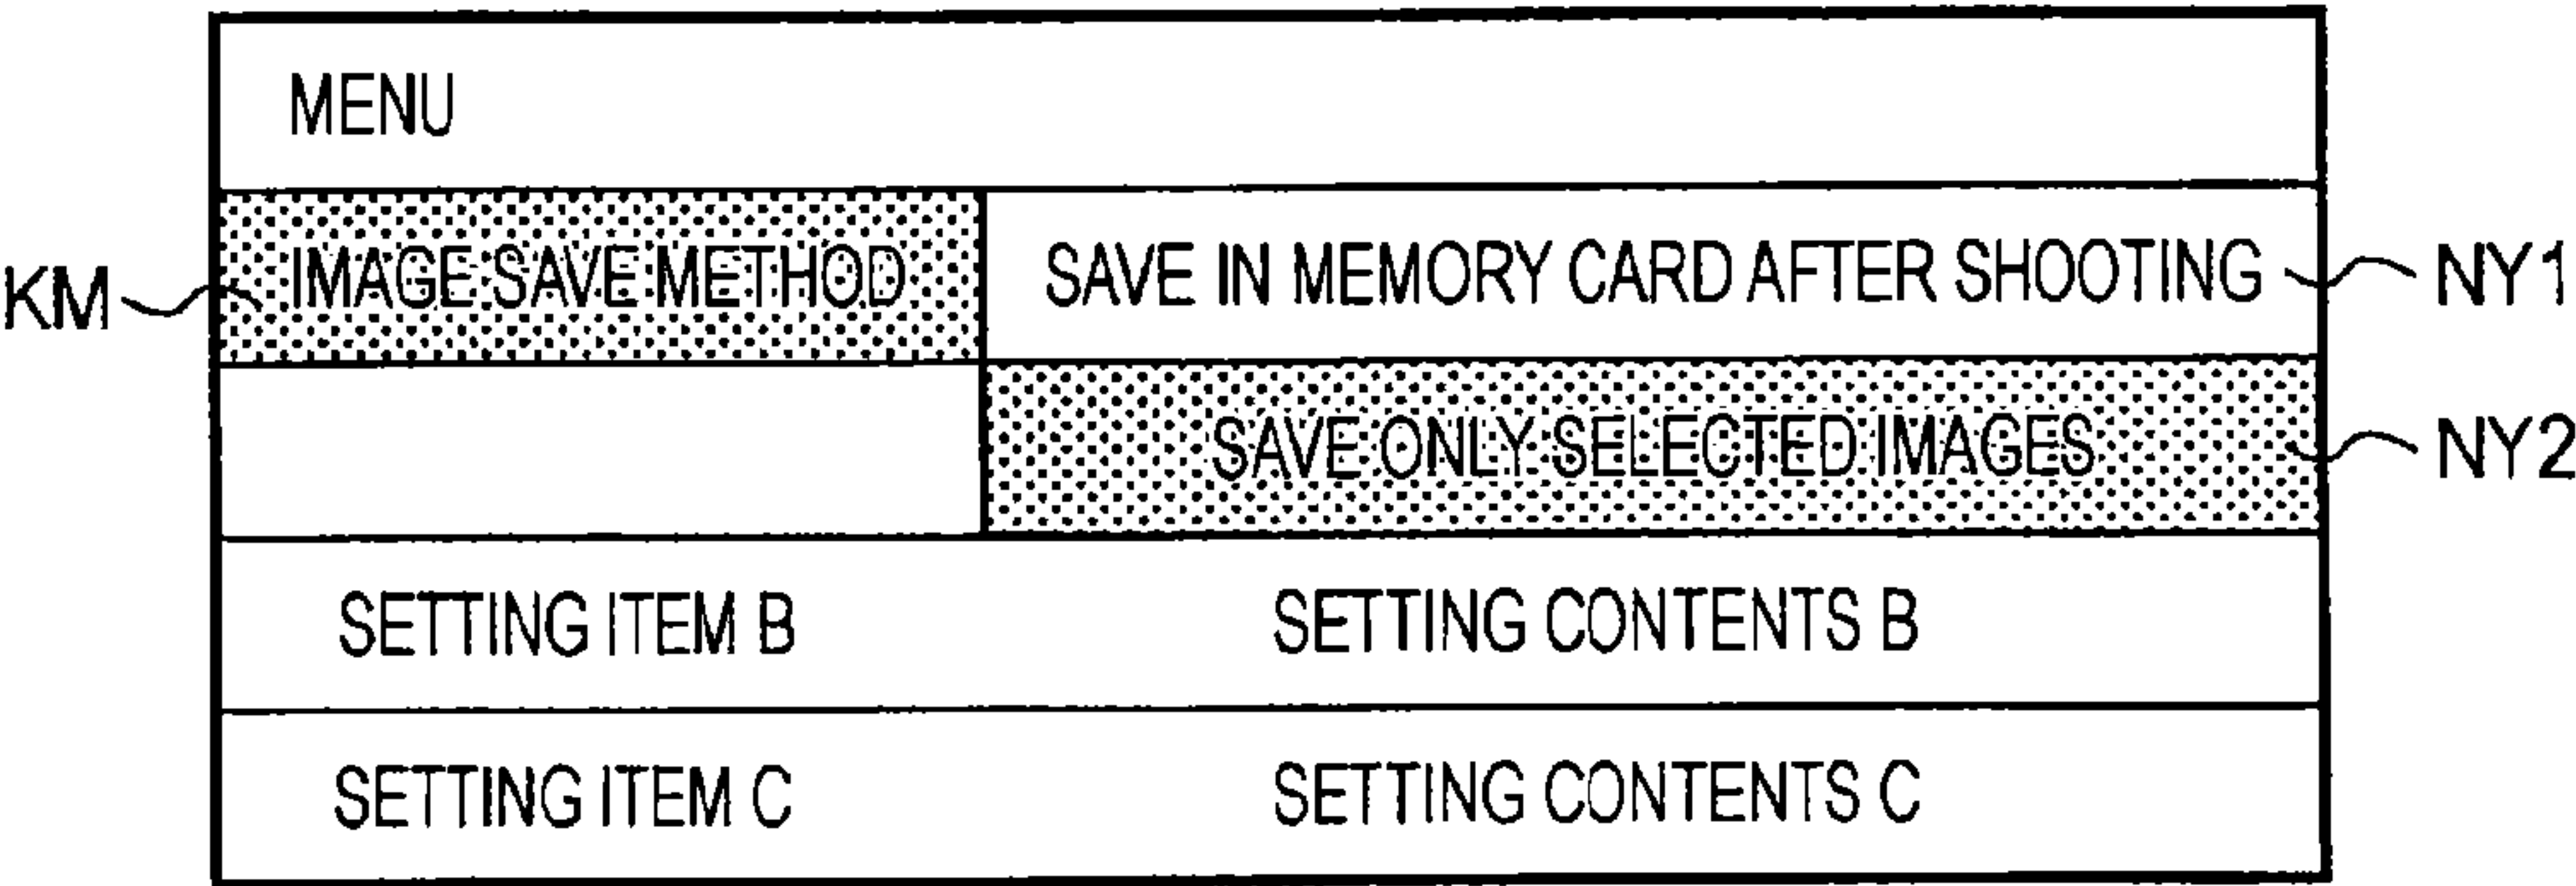 MENU
KM IMAGE SAVE METHOD SAVE IN MEMORY CARD AFTER SHOOTING NY1
SAVE ONLY SELECTED IMAGES NY2
SETTING ITEM B SETTING CONTENTS B
SETTING ITEM C SETTING CONTENTS C